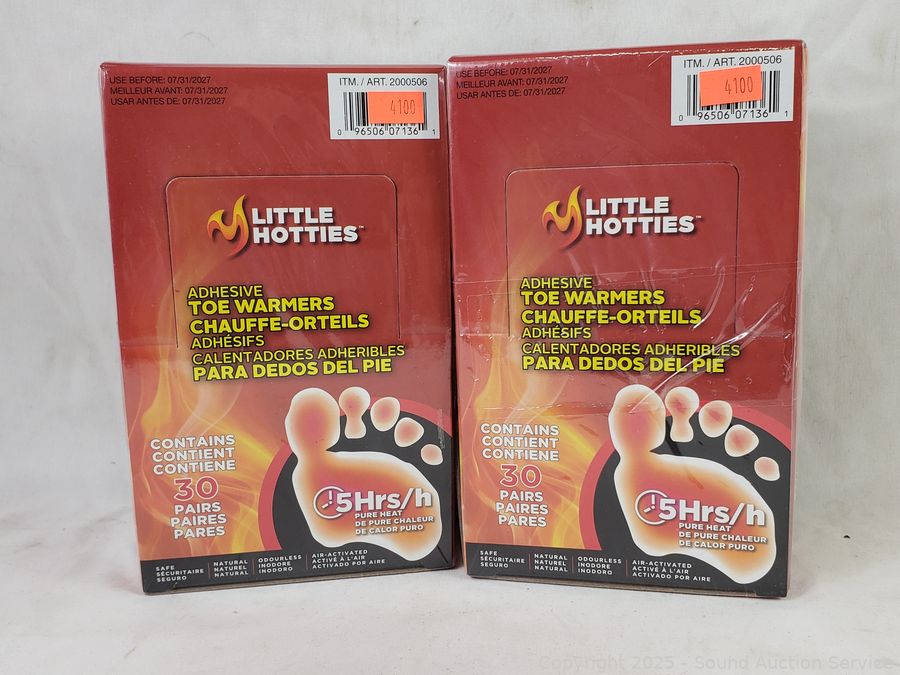 USE BEFORE: 07/31/2027
MEILLEUR AVANT: 07/31/2027
USAR ANTES DE: 07/31/2027
ITM. / ART. 2000506
4100
0 96506 07136 1
LITTLE
HOTTIES™
ADHESIVE
TOE WARMERS
CHAUFFE-ORTEILS
ADHÉSIFS
CALENTADORES ADHERIBLES
PARA DEDOS DEL PIE
CONTAINS
CONTIENT
CONTIENE
30
PAIRS
PAIRES
PARES
5Hrs/h
PURE HEAT
DE PURE CHALEUR
DE CALOR PURO
SAFE
SÉCURITAIRE
SEGURO
NATURAL
NATUREL
NATURAL
ODOURLESS
INODORE
INODORO
AIR-ACTIVATED
ACTIVÉ À L'AIR
ACTIVADO POR AIRE
USE BEFORE: 07/31/2027
MEILLEUR AVANT: 07/31/2027
USAR ANTES DE: 07/31/2027
ITM. / ART. 2000506
4100
0 96506 07136 1
LITTLE
HOTTIES™
ADHESIVE
TOE WARMERS
CHAUFFE-ORTEILS
ADHÉSIFS
CALENTADORES ADHERIBLES
PARA DEDOS DEL PIE
CONTAINS
CONTIENT
CONTIENE
30
PAIRS
PAIRES
PARES
5Hrs/h
PURE HEAT
DE PURE CHALEUR
DE CALOR PURO
SAFE
SÉCURITAIRE
SEGURO
NATURAL
NATUREL
NATURAL
ODOURLESS
INODORE
INODORO
AIR-ACTIVATED
ACTIVÉ À L'AIR
ACTIVADO POR AIRE
Copyright 2025 - Sound Auction Service